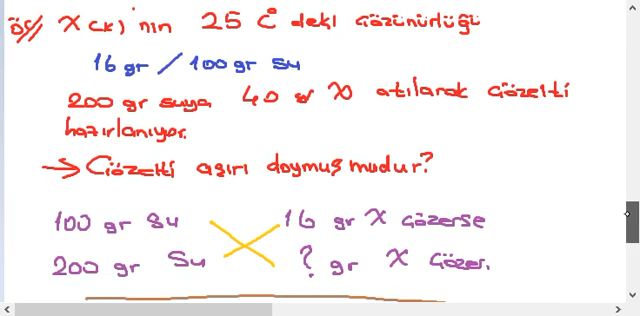 ÖS/ X(k)'nın 25 C° deki çözünürlüğü
16 gr / 100 gr su
200 gr suya 40 gr X atılarak çözelti
hazırlanıyor.
→ Çözelti aşırı doymuş mudur?
100 gr su 16 gr X çözerse
200 gr su ? gr X çözer.